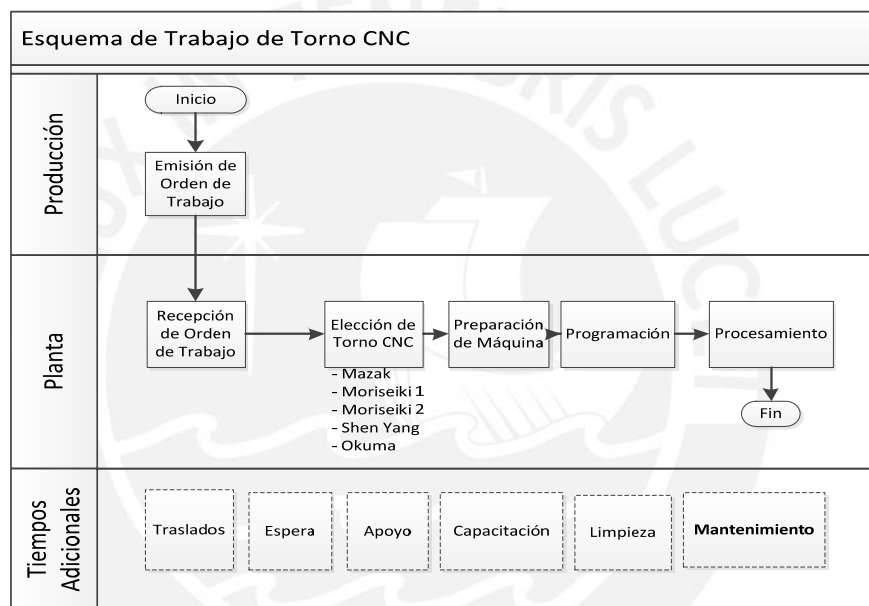 Esquema de Trabajo de Torno CNC
Producción
Inicio
Emisión de
Orden de
Trabajo
Planta
Recepción
de Orden
de Trabajo
Elección de
Torno CNC
- Mazak
- Moriseiki 1
- Moriseiki 2
- Shen Yang
- Okuma
Preparación
de Máquina
Programación
Procesamiento
Fin
Tiempos
Adicionales
Traslados
Espera
Apoyo
Capacitación
Limpieza
Mantenimiento